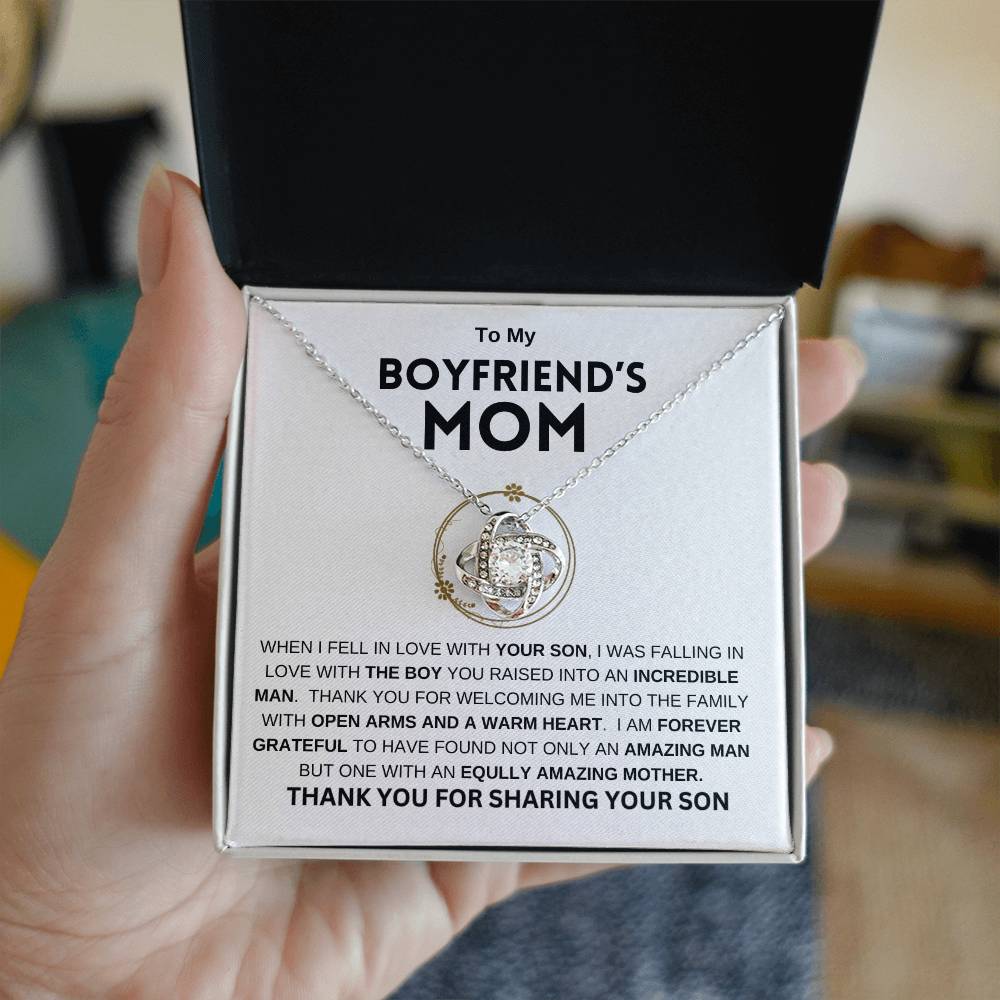 To My
BOYFRIEND'S
MOM
WHEN I FELL IN LOVE WITH YOUR SON, I WAS FALLING IN
LOVE WITH THE BOY YOU RAISED INTO AN INCREDIBLE
MAN. THANK YOU FOR WELCOMING ME INTO THE FAMILY
WITH OPEN ARMS AND A WARM HEART. I AM FOREVER
GRATEFUL TO HAVE FOUND NOT ONLY AN AMAZING MAN
BUT ONE WITH AN EQULLY AMAZING MOTHER.
THANK YOU FOR SHARING YOUR SON